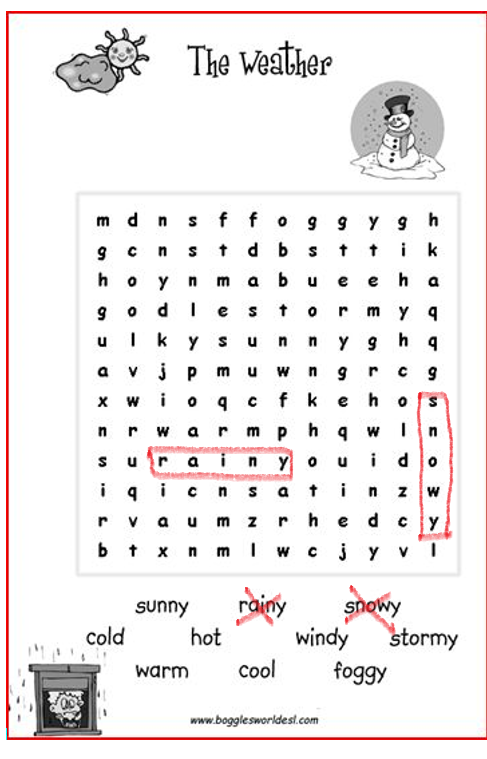 The Weather
m d n s f f o g g y g h
g c n s t d b s t t i k
h o y n m a b u e e h a
g o d l e s t o r m y q
u l k y s u n n y g h q
a v j p m u w n g r c g
x w i o q c f k e h o s
n r w a r m p h q w l n
s u r a i n y o u i d o
i q i c n s a t i n z w
r v a u m z r h e d c y
b t x n m l w c j y v l
sunny rainy snowy
cold hot windy stormy
warm cool foggy
www.bogglesworldesl.com